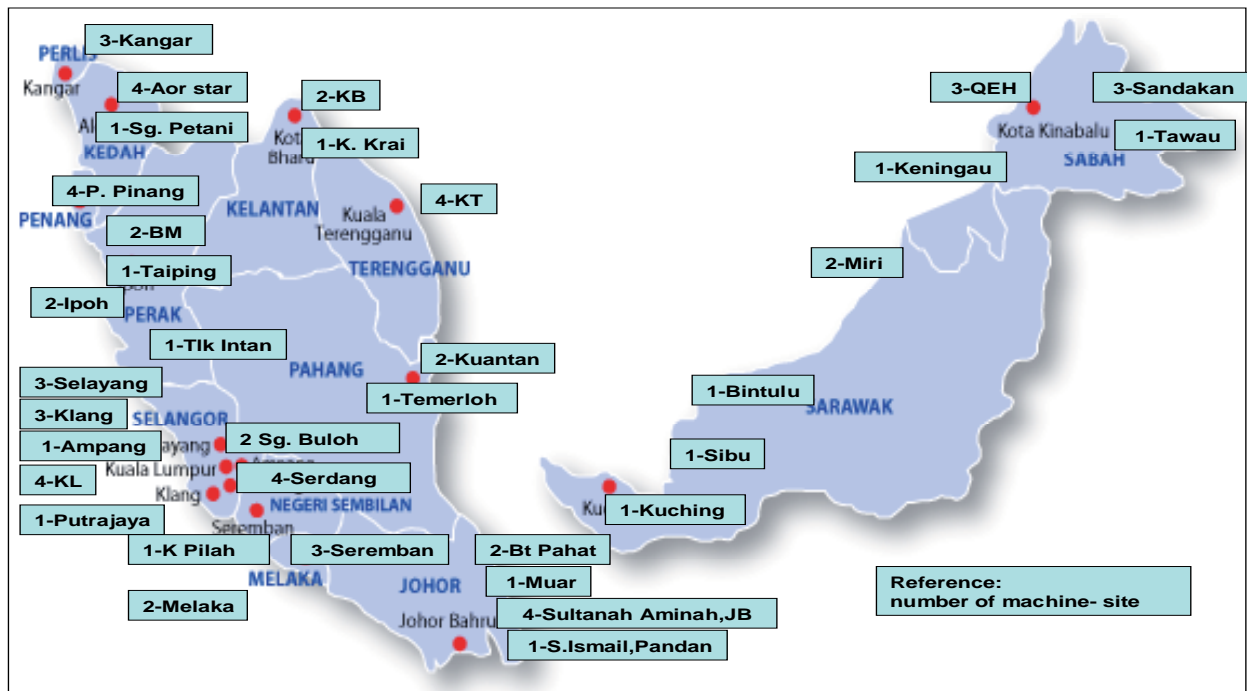 3-Kangar
PERLIS
Kangar
4-Aor star
1-Sg. Petani
KEDAH
2-KB
Kota
Bharu
1-K. Krai
4-P. Pinang
PENANG
KELANTAN
4-KT
Kuala
Terengganu
2-BM
TERENGGANU
1-Taiping
2-Ipoh
PERAK
1-Tlk Intan
PAHANG
2-Kuantan
1-Temerloh
3-Selayang
3-Klang
SELANGOR
1-Ampang
2 Sg. Buloh
Kuala Lumpur
4-KL
4-Serdang
Klang
NEGERI SEMBILAN
1-Putrajaya
Seremban
1-K Pilah
3-Seremban
2-Bt Pahat
MELAKA
JOHOR
1-Muar
2-Melaka
4-Sultanah Aminah,JB
Johor Bahru
1-S.Ismail,Pandan
3-QEH
3-Sandakan
Kota Kinabalu
1-Tawau
SABAH
1-Keningau
2-Miri
1-Bintulu
SARAWAK
1-Sibu
1-Kuching
Reference:
number of machine- site